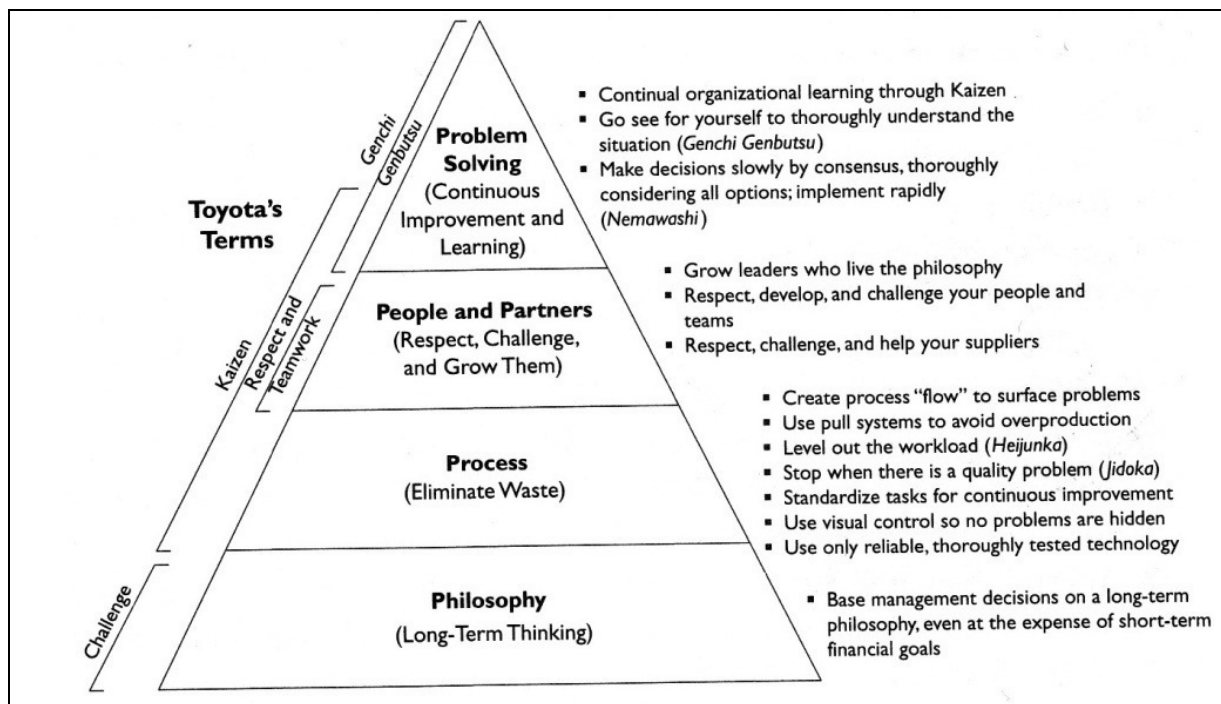 Toyota's
Terms
Genchi
Genbutsu
Kaizen
Respect and
Teamwork
Challenge
Problem
Solving
(Continuous
Improvement and
Learning)
▪ Continual organizational learning through Kaizen
▪ Go see for yourself to thoroughly understand the
situation (Genchi Genbutsu)
▪ Make decisions slowly by consensus, thoroughly
considering all options; implement rapidly
(Nemawashi)
People and Partners
(Respect, Challenge,
and Grow Them)
▪ Grow leaders who live the philosophy
▪ Respect, develop, and challenge your people and
teams
▪ Respect, challenge, and help your suppliers
Process
(Eliminate Waste)
▪ Create process “flow” to surface problems
▪ Use pull systems to avoid overproduction
▪ Level out the workload (Heijunka)
▪ Stop when there is a quality problem (Jidoka)
▪ Standardize tasks for continuous improvement
▪ Use visual control so no problems are hidden
▪ Use only reliable, thoroughly tested technology
Philosophy
(Long-Term Thinking)
▪ Base management decisions on a long-term
philosophy, even at the expense of short-term
financial goals